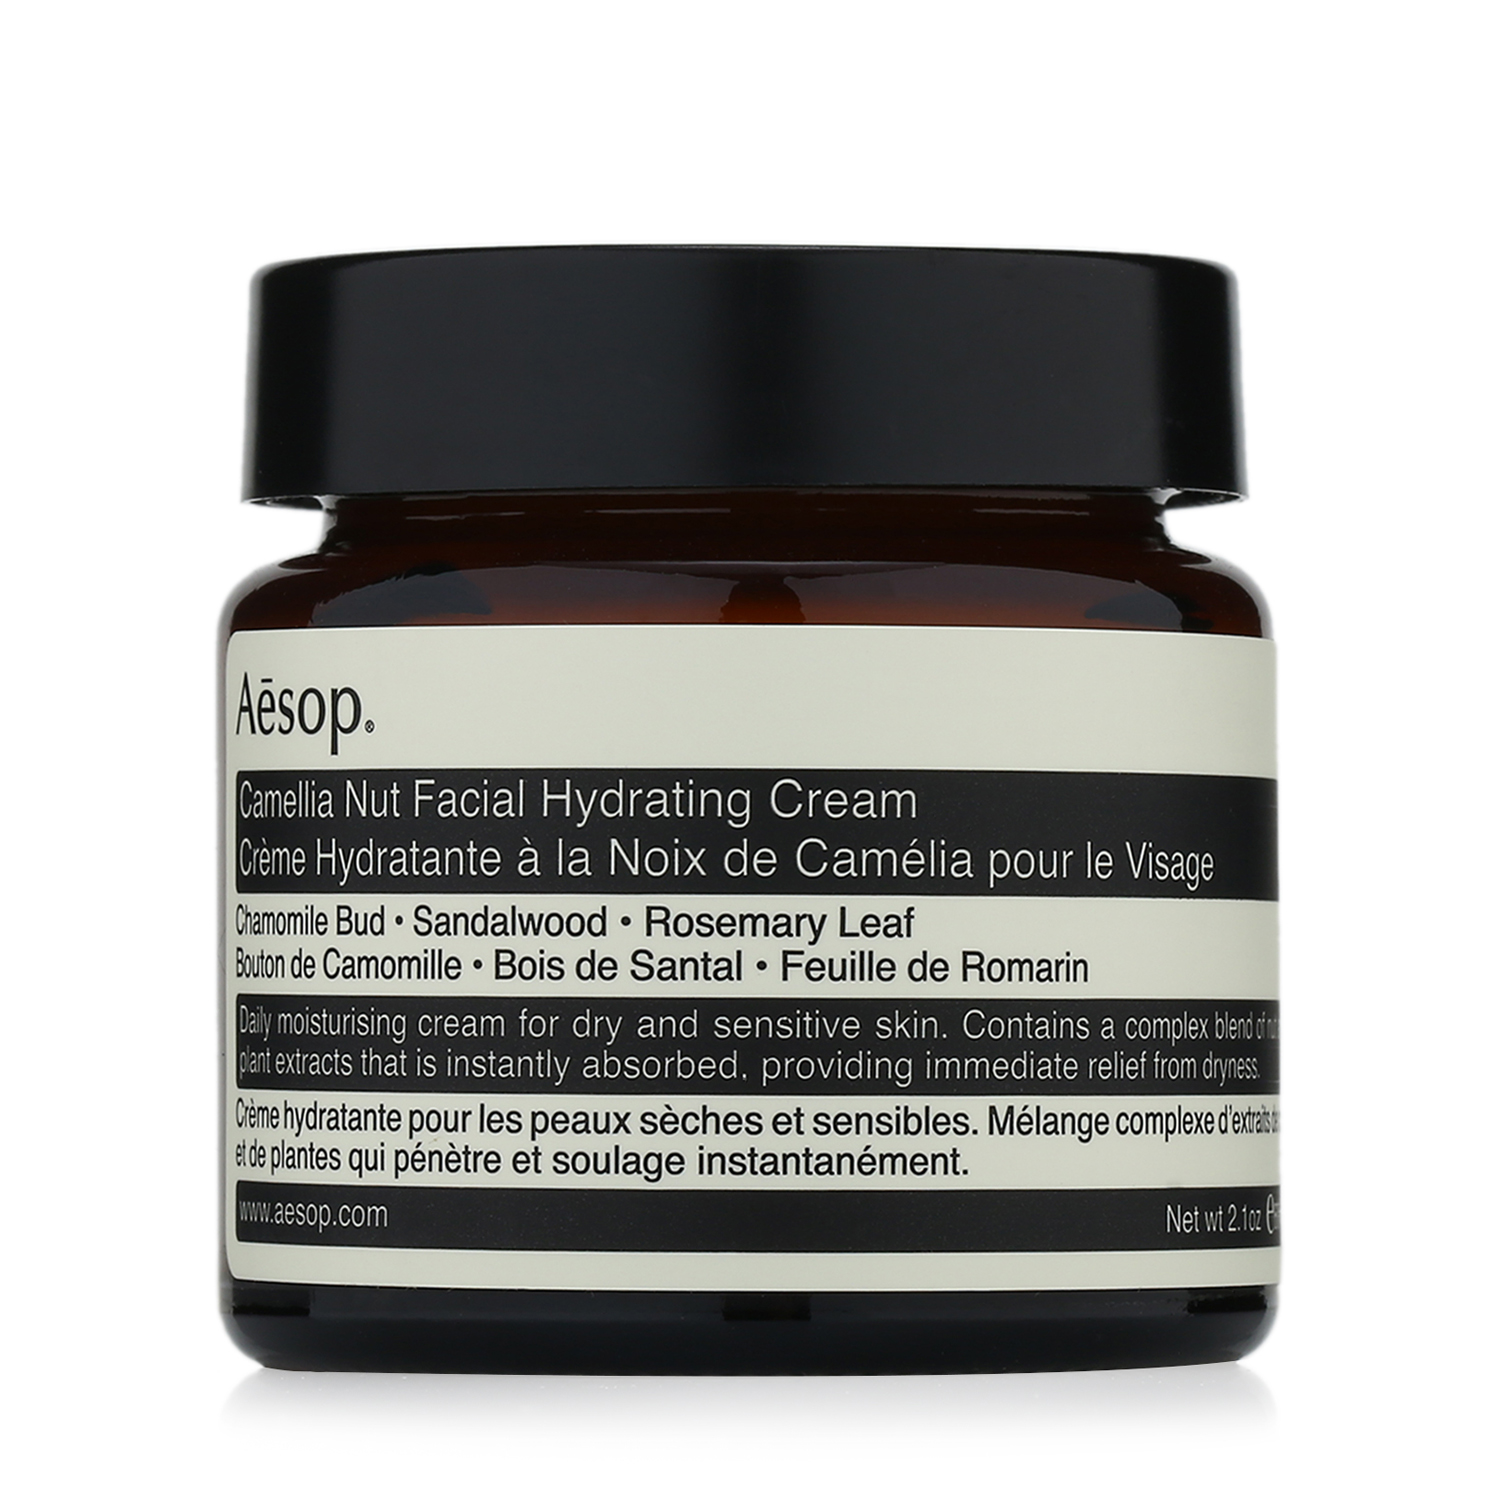 Aēsop.®
Camellia Nut Facial Hydrating Cream
Crème Hydratante à la Noix de Camélia pour le Visage
Chamomile Bud • Sandalwood • Rosemary Leaf
Bouton de Camomille • Bois de Santal • Feuille de Romarin
Daily moisturising cream for dry and sensitive skin. Contains a complex blend of
plant extracts that is instantly absorbed, providing immediate relief from dryness.
Crème hydratante pour les peaux sèches et sensibles. Mélange complexe d'extraits
et de plantes qui pénètre et soulage instantanément.
www.aesop.com Net wt 2.1oz ℮